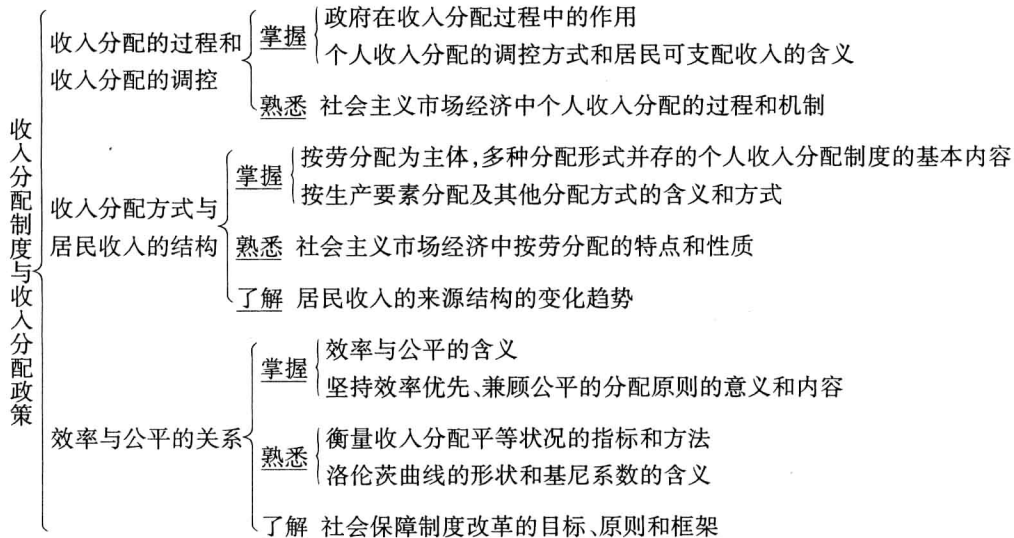 收入分配制度与收入分配政策
收入分配的过程和
收入分配的调控
掌握
政府在收入分配过程中的作用
个人收入分配的调控方式和居民可支配收入的含义
熟悉 社会主义市场经济中个人收入分配的过程和机制
收入分配方式与
居民收入的结构
掌握
按劳分配为主体,多种分配形式并存的个人收入分配制度的基本内容
按生产要素分配及其他分配方式的含义和方式
熟悉 社会主义市场经济中按劳分配的特点和性质
了解 居民收入的来源结构的变化趋势
效率与公平的关系
掌握
效率与公平的含义
坚持效率优先、兼顾公平的分配原则的意义和内容
熟悉
衡量收入分配平等状况的指标和方法
洛伦茨曲线的形状和基尼系数的含义
了解 社会保障制度改革的目标、原则和框架